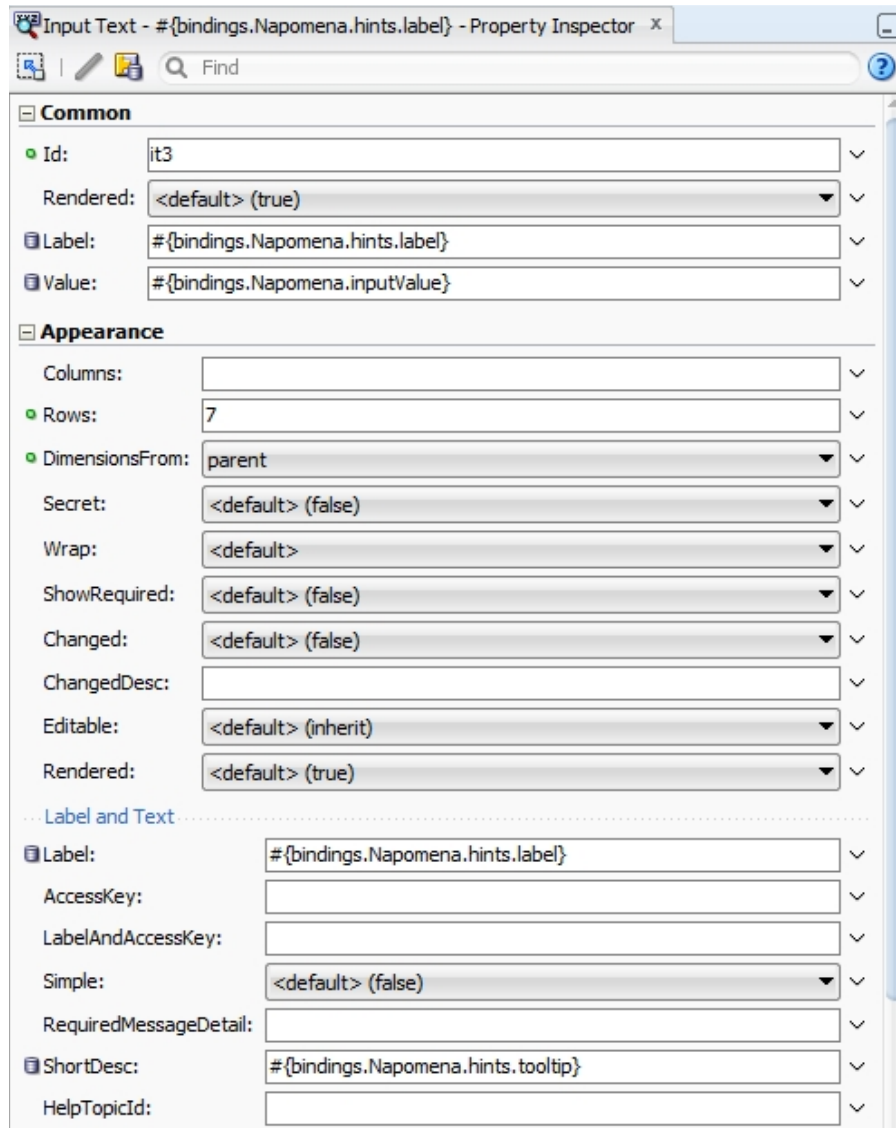 Input Text - #{bindings.Napomena.hints.label} - Property Inspector x
Find
Common
Id: it3
Rendered: <default> (true)
Label: #{bindings.Napomena.hints.label}
Value: #{bindings.Napomena.inputValue}
Appearance
Columns:
Rows: 7
DimensionsFrom: parent
Secret: <default> (false)
Wrap: <default>
ShowRequired: <default> (false)
Changed: <default> (false)
ChangedDesc:
Editable: <default> (inherit)
Rendered: <default> (true)
Label and Text
Label: #{bindings.Napomena.hints.label}
AccessKey:
LabelAndAccessKey:
Simple: <default> (false)
RequiredMessageDetail:
ShortDesc: #{bindings.Napomena.hints.tooltip}
HelpTopicId: